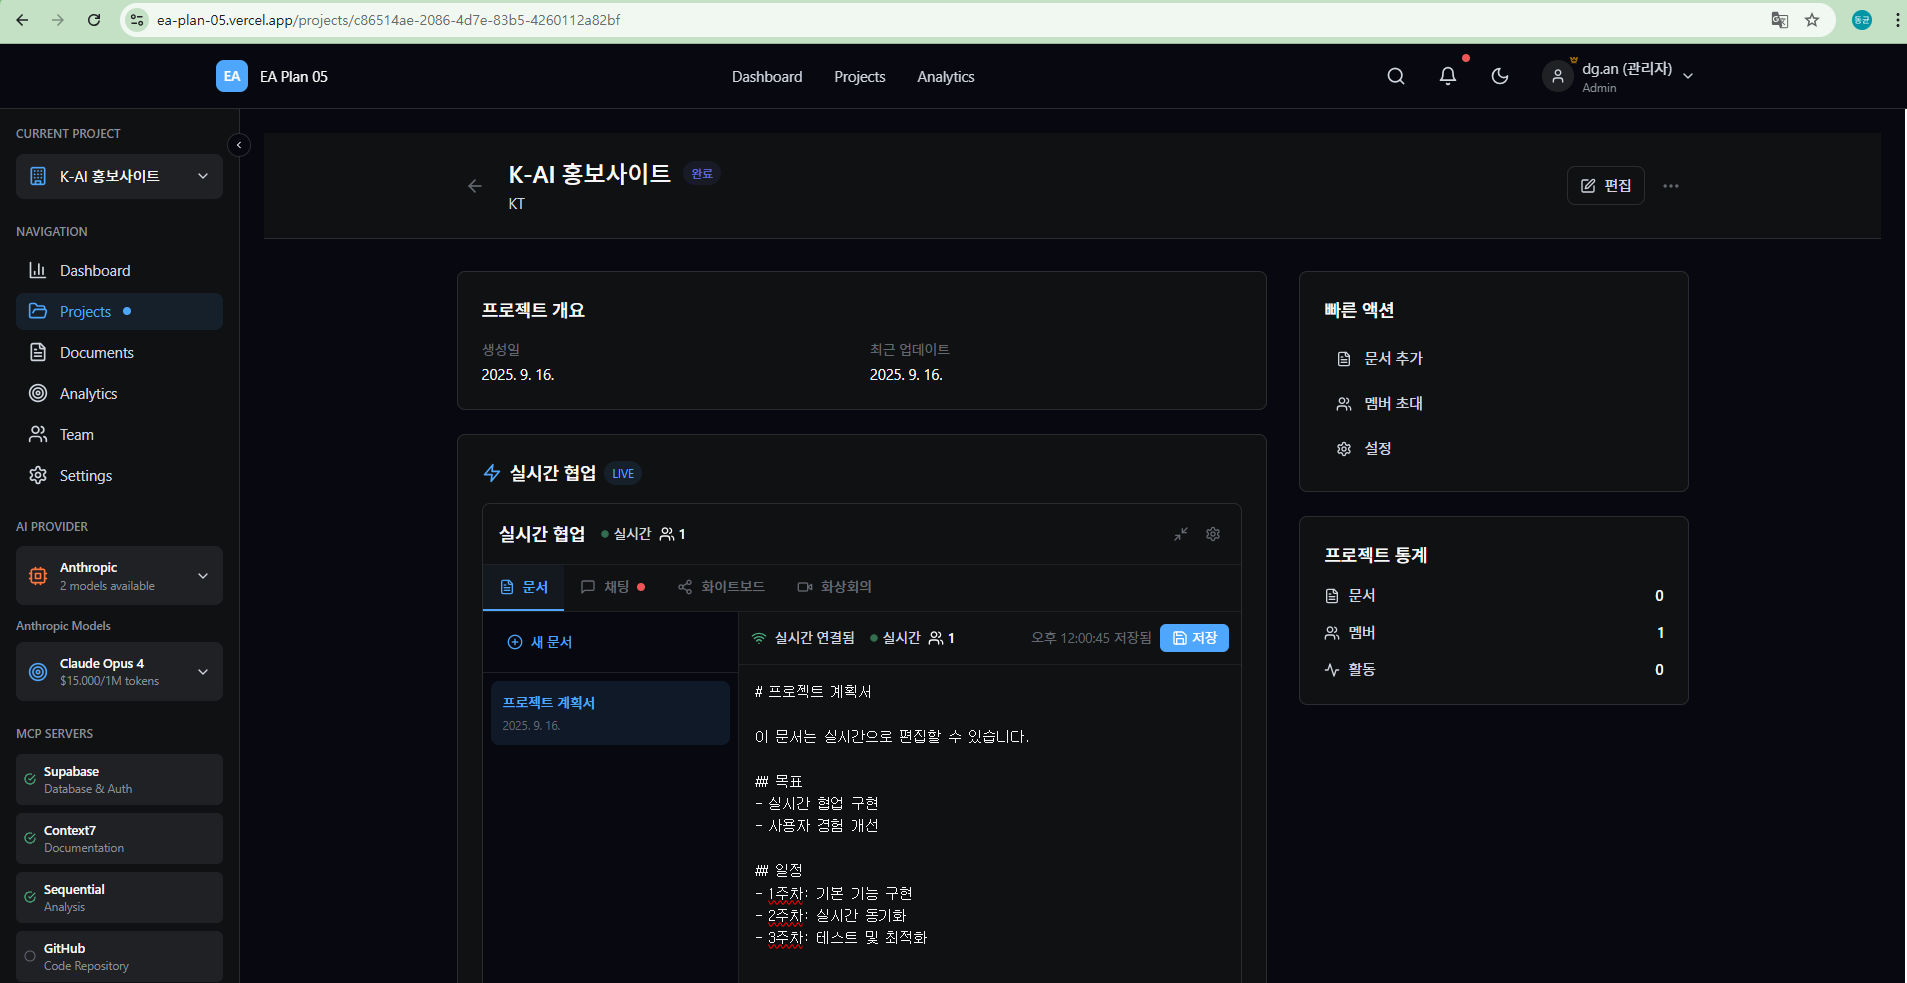 ea-plan-05.vercel.app/projects/c86514ae-2086-4d7e-83b5-4260112a82bf
동균
EA
EA Plan 05
Dashboard
Projects
Analytics
dg.an (관리자)
Admin
CURRENT PROJECT
K-AI 홍보사이트
NAVIGATION
Dashboard
Projects
Documents
Analytics
Team
Settings
AI PROVIDER
Anthropic
2 models available
Anthropic Models
Claude Opus 4
$15.000/1M tokens
MCP SERVERS
Supabase
Database & Auth
Context7
Documentation
Sequential
Analysis
GitHub
Code Repository
K-AI 홍보사이트
완료
KT
편집
프로젝트 개요
생성일
2025. 9. 16.
최근 업데이트
2025. 9. 16.
실시간 협업
LIVE
실시간 협업
실시간
1
문서
채팅
화이트보드
화상회의
새 문서
프로젝트 계획서
2025. 9. 16.
실시간 연결됨
실시간
1
오후 12:00:45 저장됨
저장
# 프로젝트 계획서
이 문서는 실시간으로 편집할 수 있습니다.
## 목표
- 실시간 협업 구현
- 사용자 경험 개선
## 일정
- 1주차: 기본 기능 구현
- 2주차: 실시간 동기화
- 3주차: 테스트 및 최적화
빠른 액션
문서 추가
멤버 초대
설정
프로젝트 통계
문서 0
멤버 1
활동 0